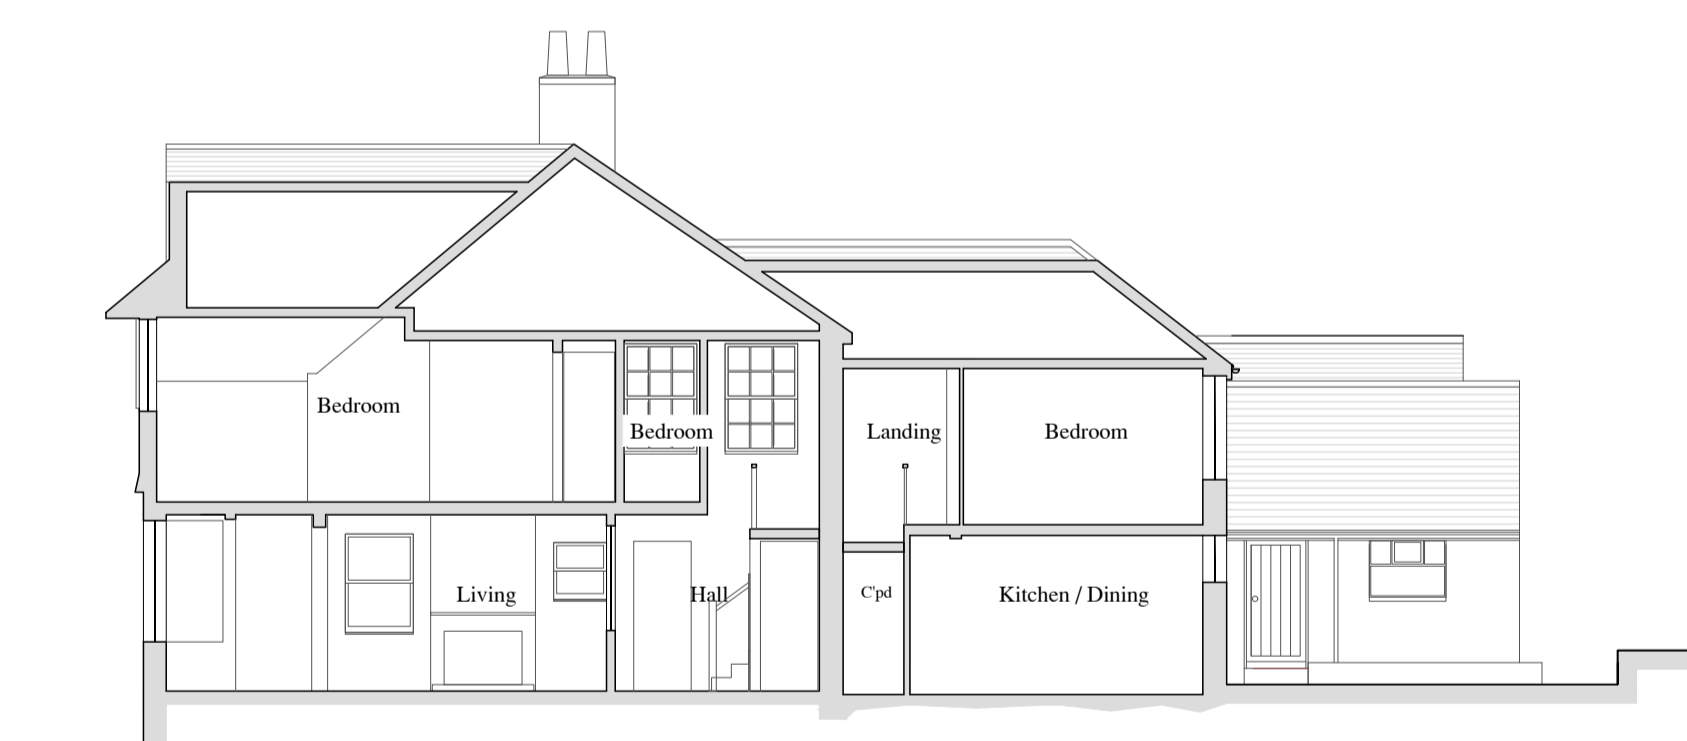 Bedroom
Bedroom
Landing
Bedroom
Living
Hall
C'pd
Kitchen / Dining